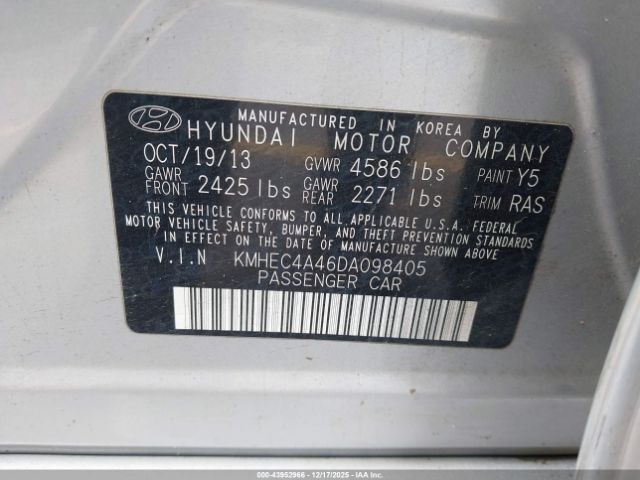 MANUFACTURED IN KOREA BY
HYUNDAI MOTOR COMPANY
OCT/19/13 GVWR 4586 lbs PAINT Y5
GAWR FRONT 2425 lbs GAWR REAR 2271 lbs TRIM RAS
THIS VEHICLE CONFORMS TO ALL APPLICABLE U.S.A. FEDERAL
MOTOR VEHICLE SAFETY, BUMPER, AND THEFT PREVENTION STANDARDS
IN EFFECT ON THE DATE OF MANUFACTURE SHOWN ABOVE
V.I.N KMHEC4A46DA098405
PASSENGER CAR
000-43952966 - 12/17/2025 - IAAI.COM